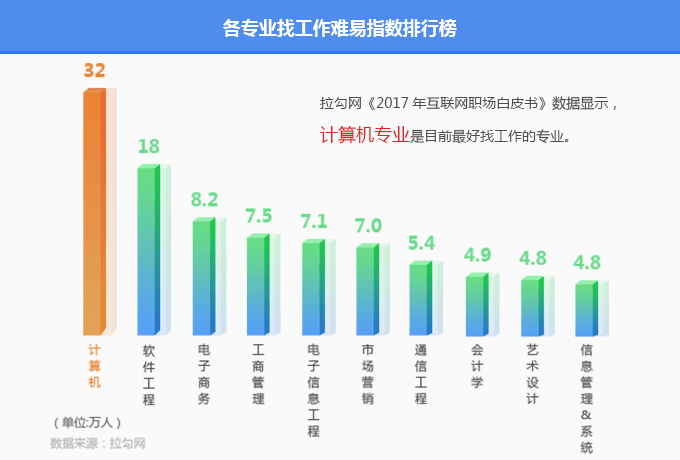 各专业找工作难易指数排行榜
拉勾网《2017 年互联网职场白皮书》数据显示，
计算机专业是目前最好找工作的专业。
32
18
8.2
7.5
7.1
7.0
5.4
4.9
4.8
4.8
计算机
软件工程
电子商务
工商管理
电子信息工程
市场营销
通信工程
会计学
艺术设计
信息管理&系统
（单位:万人）
数据来源：拉勾网